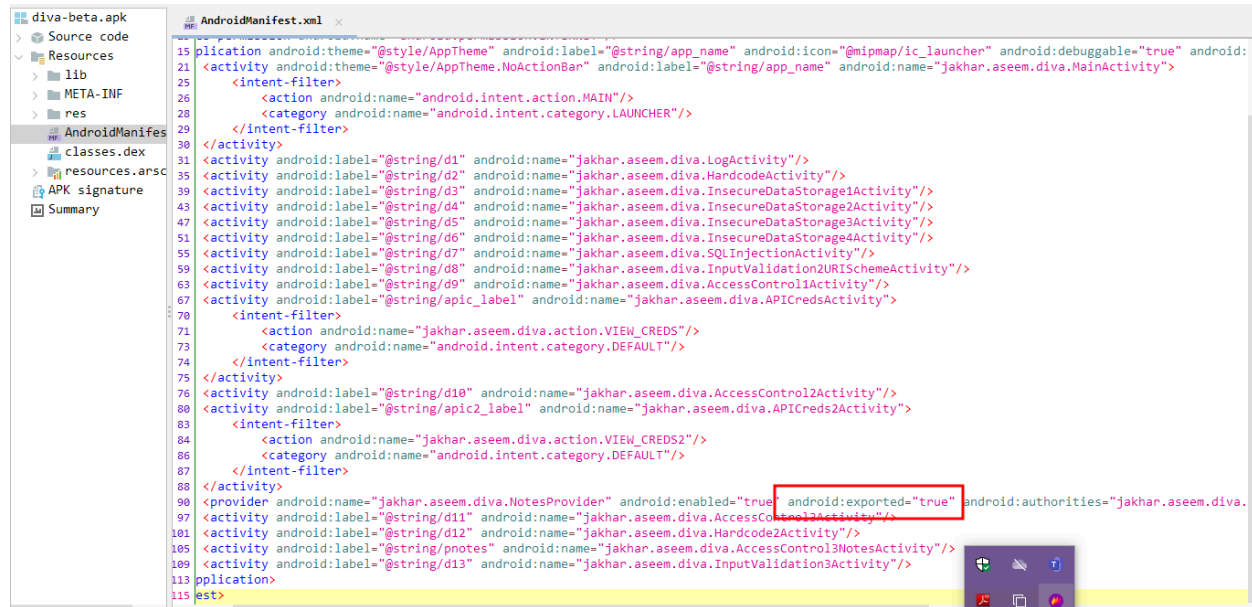 diva-beta.apk
Source code
Resources
lib
META-INF
res
AndroidManifes
classes.dex
resources.arsc
APK signature
Summary
MF AndroidManifest.xml ×
15 plication android:theme="@style/AppTheme" android:label="@string/app_name" android:icon="@mipmap/ic_launcher" android:debuggable="true" android:
21 <activity android:theme="@style/AppTheme.NoActionBar" android:label="@string/app_name" android:name="jakhar.aseem.diva.MainActivity">
25 <intent-filter>
26 <action android:name="android.intent.action.MAIN"/>
28 <category android:name="android.intent.category.LAUNCHER"/>
29 </intent-filter>
30 </activity>
31 <activity android:label="@string/d1" android:name="jakhar.aseem.diva.LogActivity"/>
35 <activity android:label="@string/d2" android:name="jakhar.aseem.diva.HardcodeActivity"/>
39 <activity android:label="@string/d3" android:name="jakhar.aseem.diva.InsecureDataStorage1Activity"/>
43 <activity android:label="@string/d4" android:name="jakhar.aseem.diva.InsecureDataStorage2Activity"/>
47 <activity android:label="@string/d5" android:name="jakhar.aseem.diva.InsecureDataStorage3Activity"/>
51 <activity android:label="@string/d6" android:name="jakhar.aseem.diva.InsecureDataStorage4Activity"/>
55 <activity android:label="@string/d7" android:name="jakhar.aseem.diva.SQLInjectionActivity"/>
59 <activity android:label="@string/d8" android:name="jakhar.aseem.diva.InputValidation2URISchemeActivity"/>
63 <activity android:label="@string/d9" android:name="jakhar.aseem.diva.AccessControl1Activity"/>
67 <activity android:label="@string/apic_label" android:name="jakhar.aseem.diva.APICredsActivity">
70 <intent-filter>
71 <action android:name="jakhar.aseem.diva.action.VIEW_CREDS"/>
73 <category android:name="android.intent.category.DEFAULT"/>
74 </intent-filter>
75 </activity>
76 <activity android:label="@string/d10" android:name="jakhar.aseem.diva.AccessControl2Activity"/>
80 <activity android:label="@string/apic2_label" android:name="jakhar.aseem.diva.APICreds2Activity">
83 <intent-filter>
84 <action android:name="jakhar.aseem.diva.action.VIEW_CREDS2"/>
86 <category android:name="android.intent.category.DEFAULT"/>
87 </intent-filter>
88 </activity>
90 <provider android:name="jakhar.aseem.diva.NotesProvider" android:enabled="true" android:exported="true" android:authorities="jakhar.aseem.diva.
97 <activity android:label="@string/d11" android:name="jakhar.aseem.diva.AccessControl3Activity"/>
101 <activity android:label="@string/d12" android:name="jakhar.aseem.diva.Hardcode2Activity"/>
105 <activity android:label="@string/pnotes" android:name="jakhar.aseem.diva.AccessControl3NotesActivity"/>
109 <activity android:label="@string/d13" android:name="jakhar.aseem.diva.InputValidation3Activity"/>
113 pplication>
115 est>